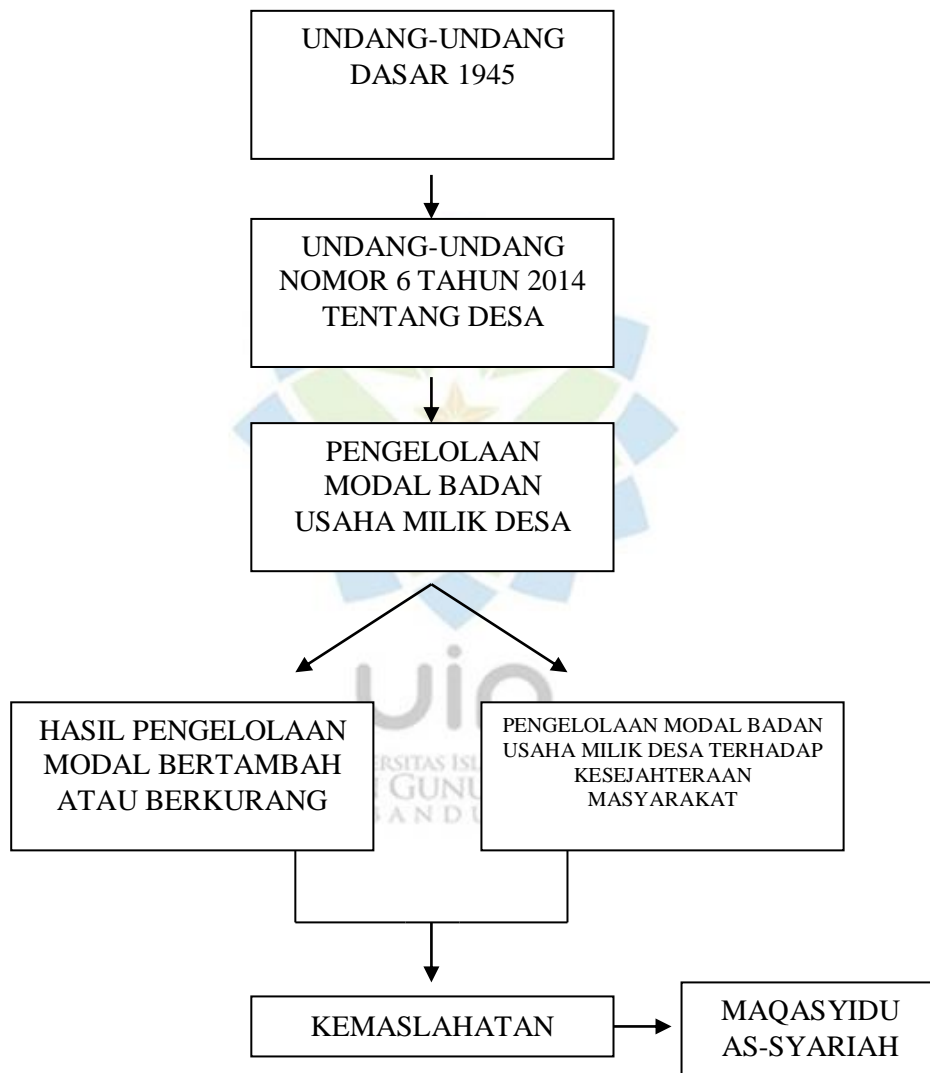 UNDANG-UNDANG
DASAR 1945
UNDANG-UNDANG
NOMOR 6 TAHUN 2014
TENTANG DESA
PENGELOLAAN
MODAL BADAN
USAHA MILIK DESA
uin
HASIL PENGELOLAAN
MODAL BERTAMBAH
ATAU BERKURANG
PENGELOLAAN MODAL BADAN
USAHA MILIK DESA TERHADAP
KESEJAHTERAAN
MASYARAKAT
KEMASLAHATAN
MAQASYIDU
AS-SYARIAH